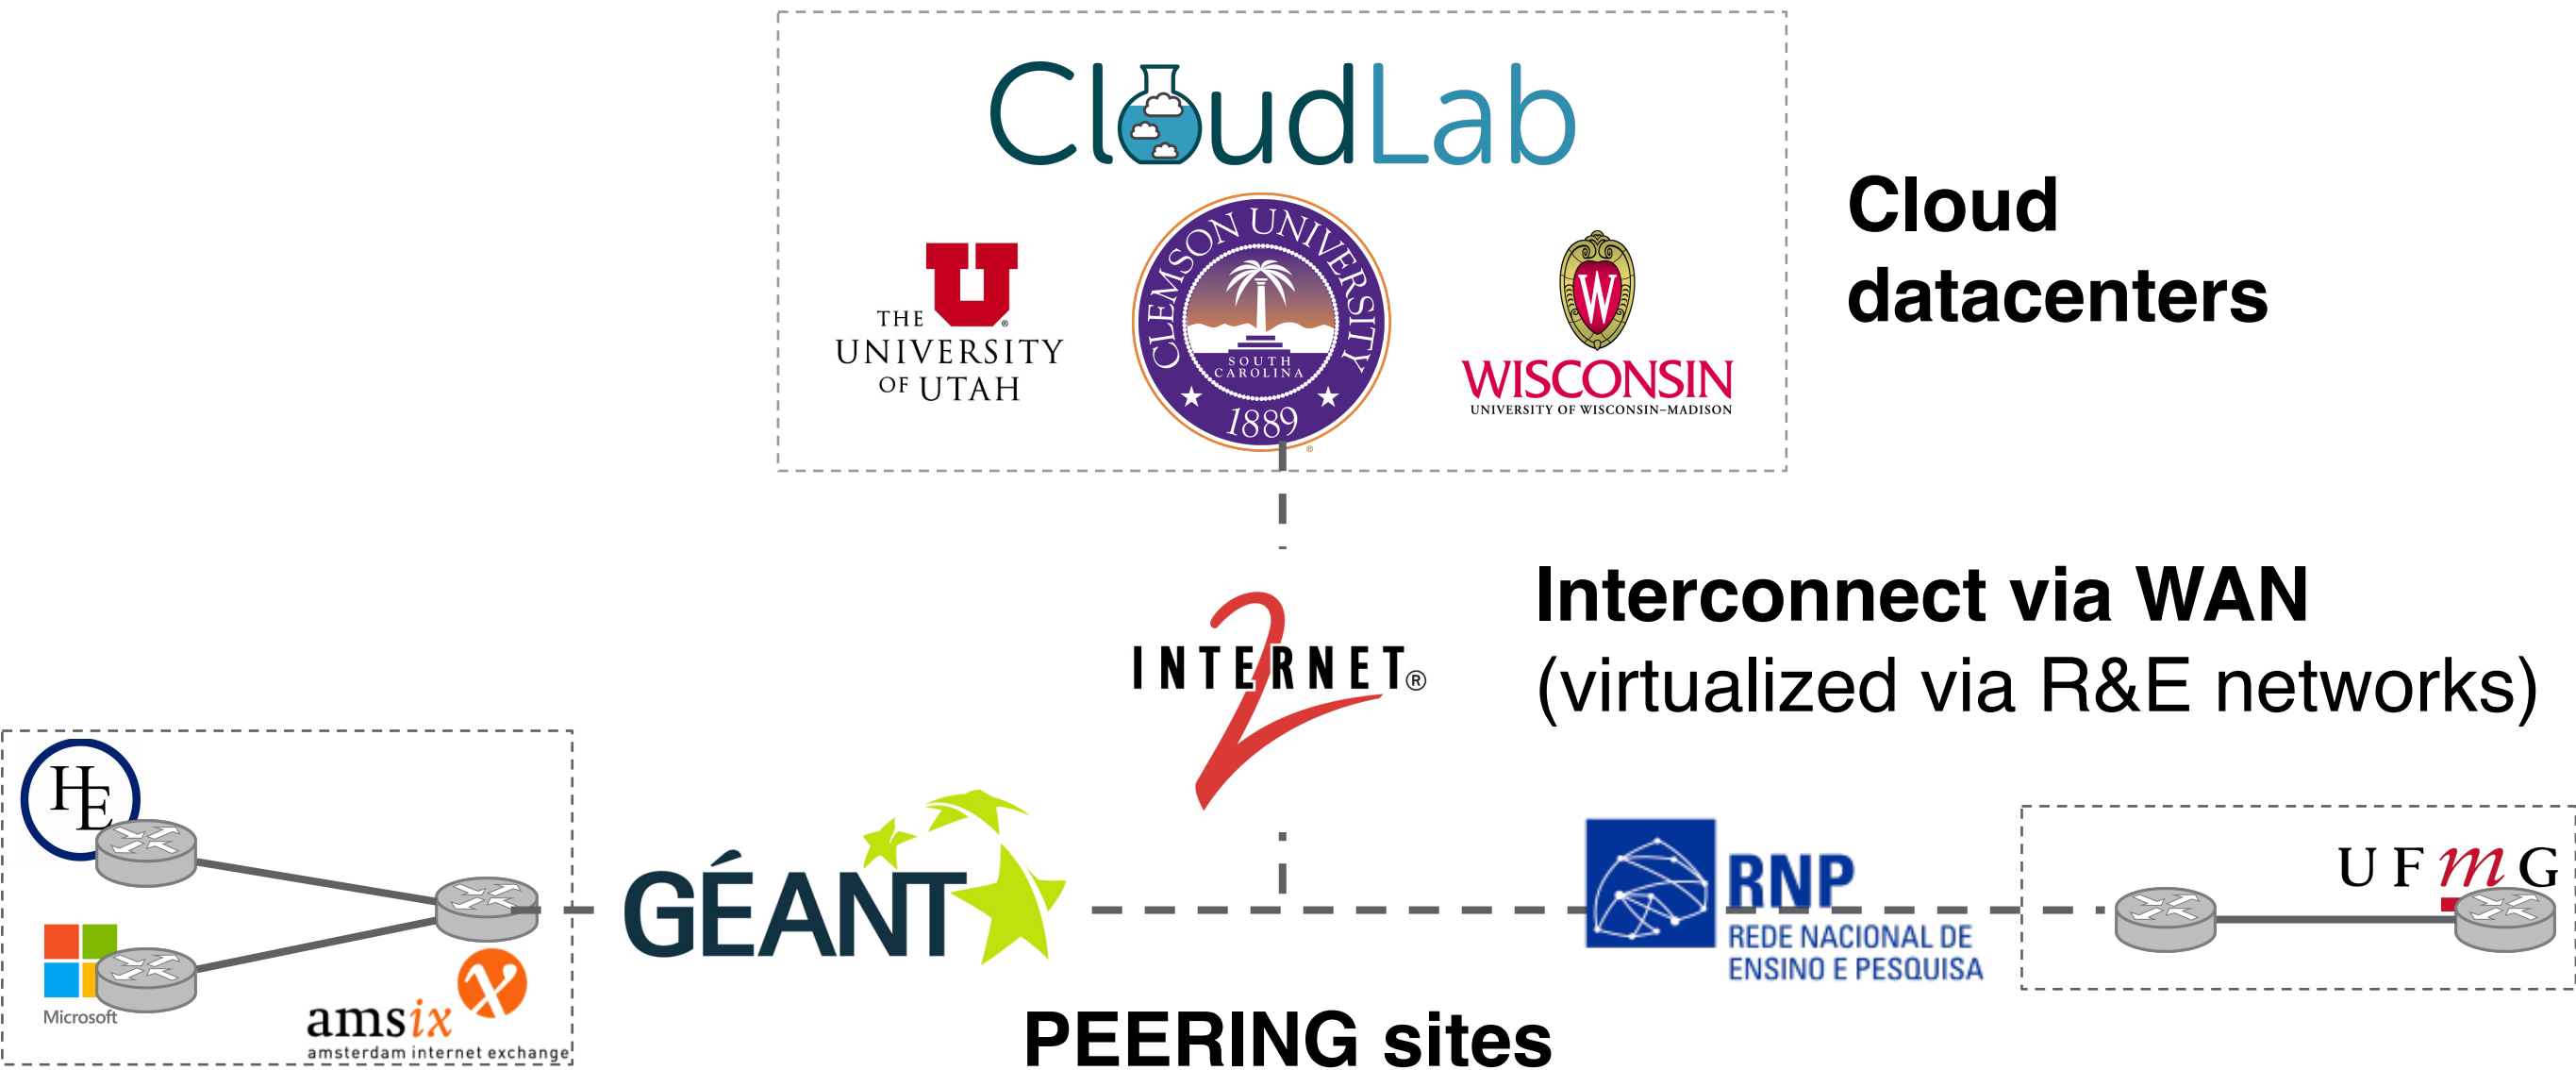 CloudLab
THE
UNIVERSITY
OF UTAH
®
CLEMSON UNIVERSITY
SOUTH
CAROLINA
1889
®
W
WISCONSIN
UNIVERSITY OF WISCONSIN–MADISON
Cloud
datacenters
INTERNET®
2
Interconnect via WAN
(virtualized via R&E networks)
HE
Microsoft
amsix
amsterdam internet exchange
GÉANT
RNP
REDE NACIONAL DE
ENSINO E PESQUISA
UFmG
PEERING sites